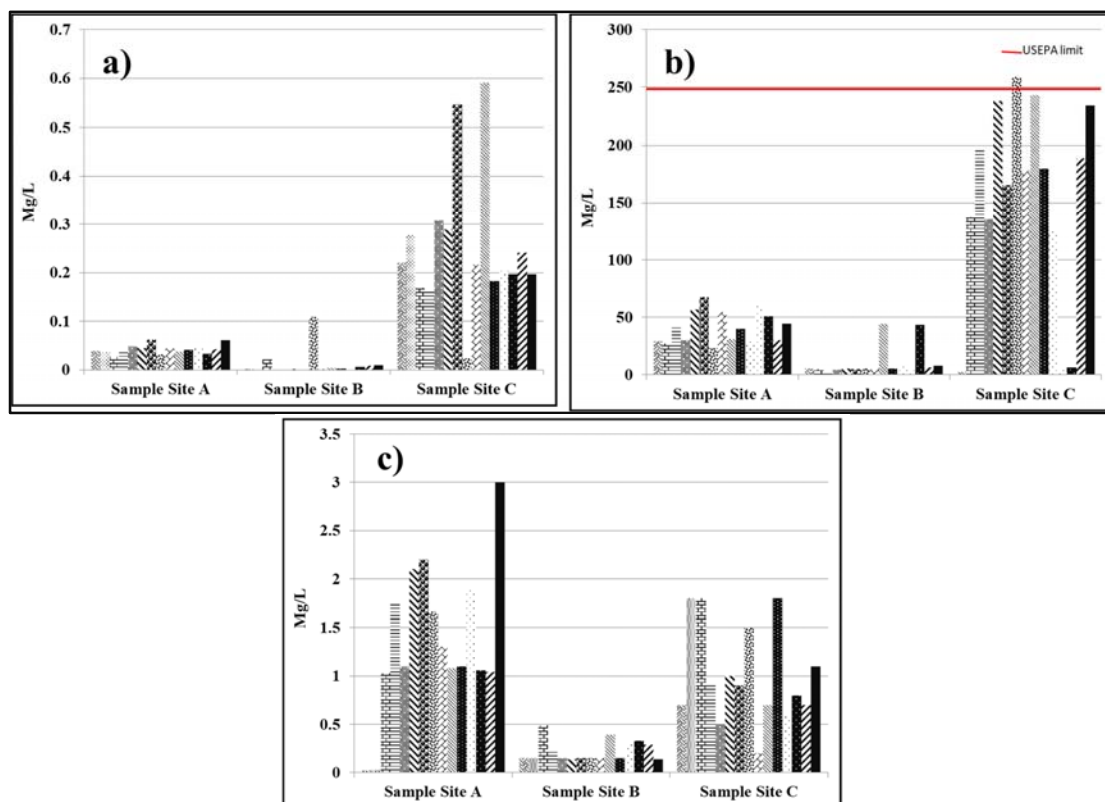 a)
0.7
0.6
0.5
0.4
0.3
0.2
0.1
0
Mg/L
Sample Site A
Sample Site B
Sample Site C
b)
USEPA limit
300
250
200
150
100
50
0
Mg/L
Sample Site A
Sample Site B
Sample Site C
c)
3.5
3
2.5
2
1.5
1
0.5
0
Mg/L
Sample Site A
Sample Site B
Sample Site C